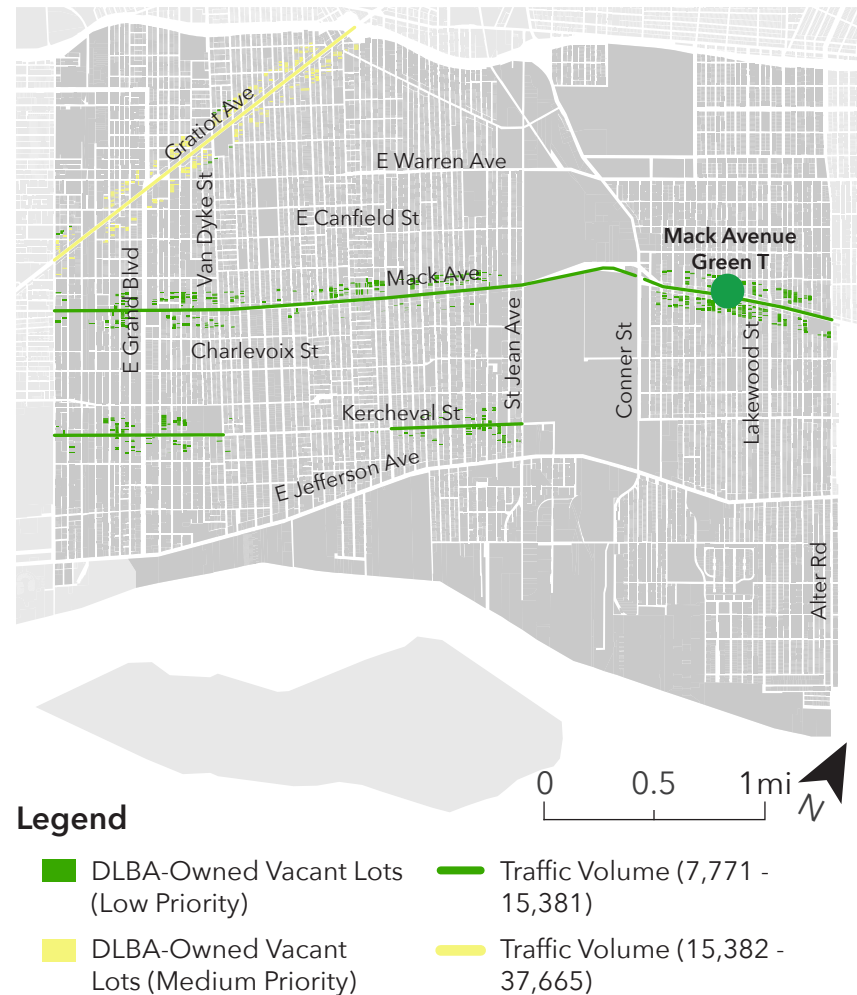 Gratiot Ave
E Warren Ave
Van Dyke St
E Canfield St
Mack Avenue
Green T
Mack Ave
E Grand Blvd
St Jean Ave
Charlevoix St
Conner St
Lakewood St
Kercheval St
E Jefferson Ave
Alter Rd
0 0.5 1mi
N
Legend
DLBA-Owned Vacant Lots
(Low Priority)
Traffic Volume (7,771 -
15,381)
DLBA-Owned Vacant
Lots (Medium Priority)
Traffic Volume (15,382 -
37,665)